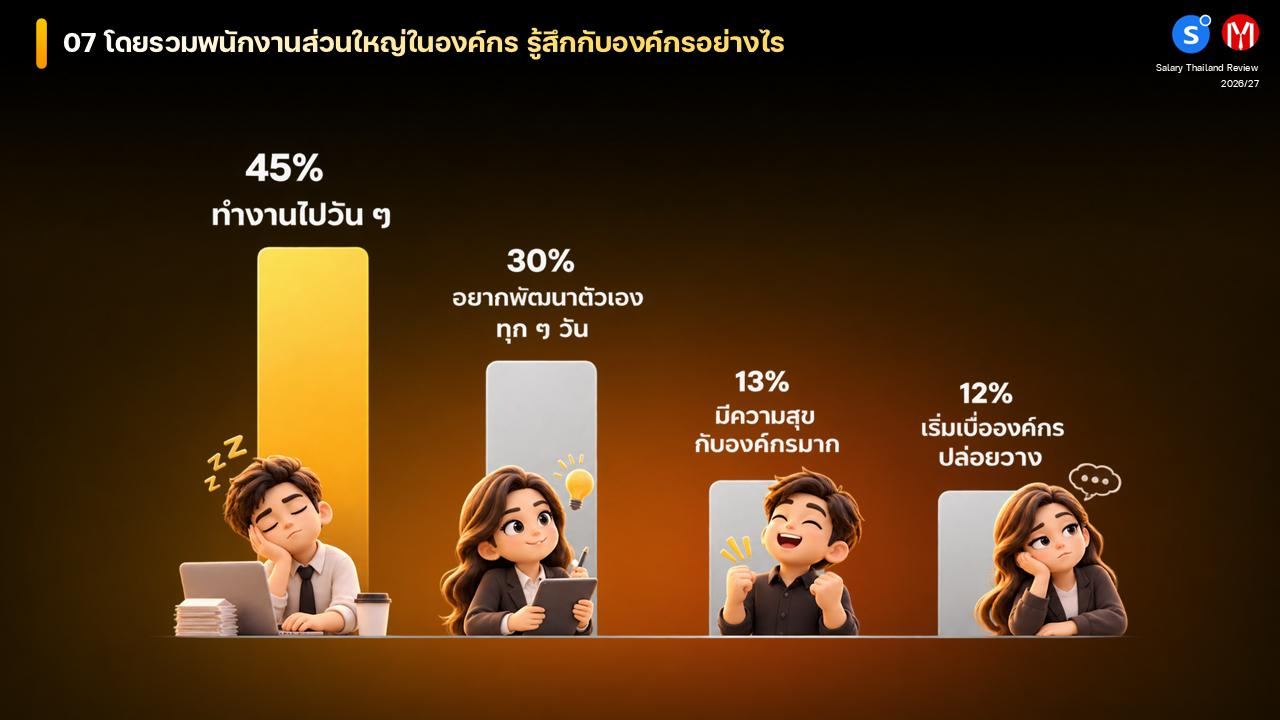 07 โดยรวมพนักงานส่วนใหญ่ในองค์กร รู้สึกกับองค์กรอย่างไร
S
Salary Thailand Review
2026/27
45%
ทำงานไปวัน ๆ
30%
อยากพัฒนาตัวเอง
ทุก ๆ วัน
13%
มีความสุข
กับองค์กรมาก
12%
เริ่มเบื่อองค์กร
ปล่อยวาง
z z z